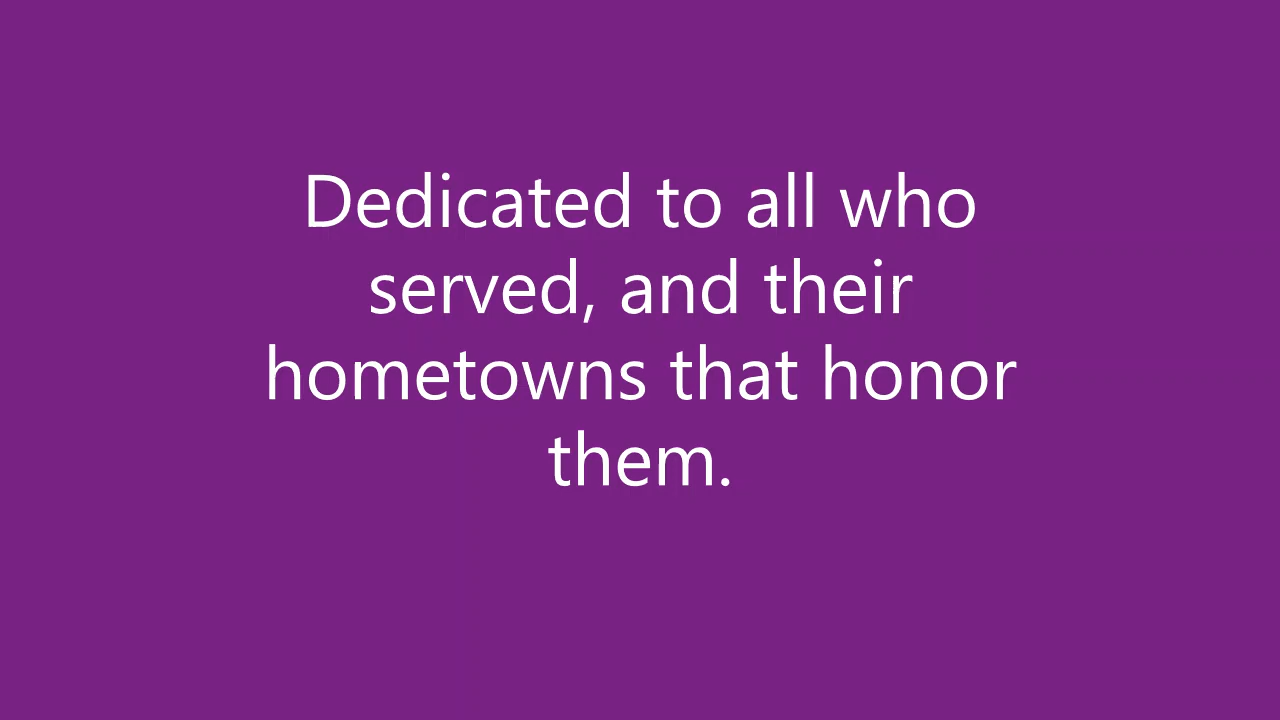 Dedicated to all who
served, and their
hometowns that honor
them.